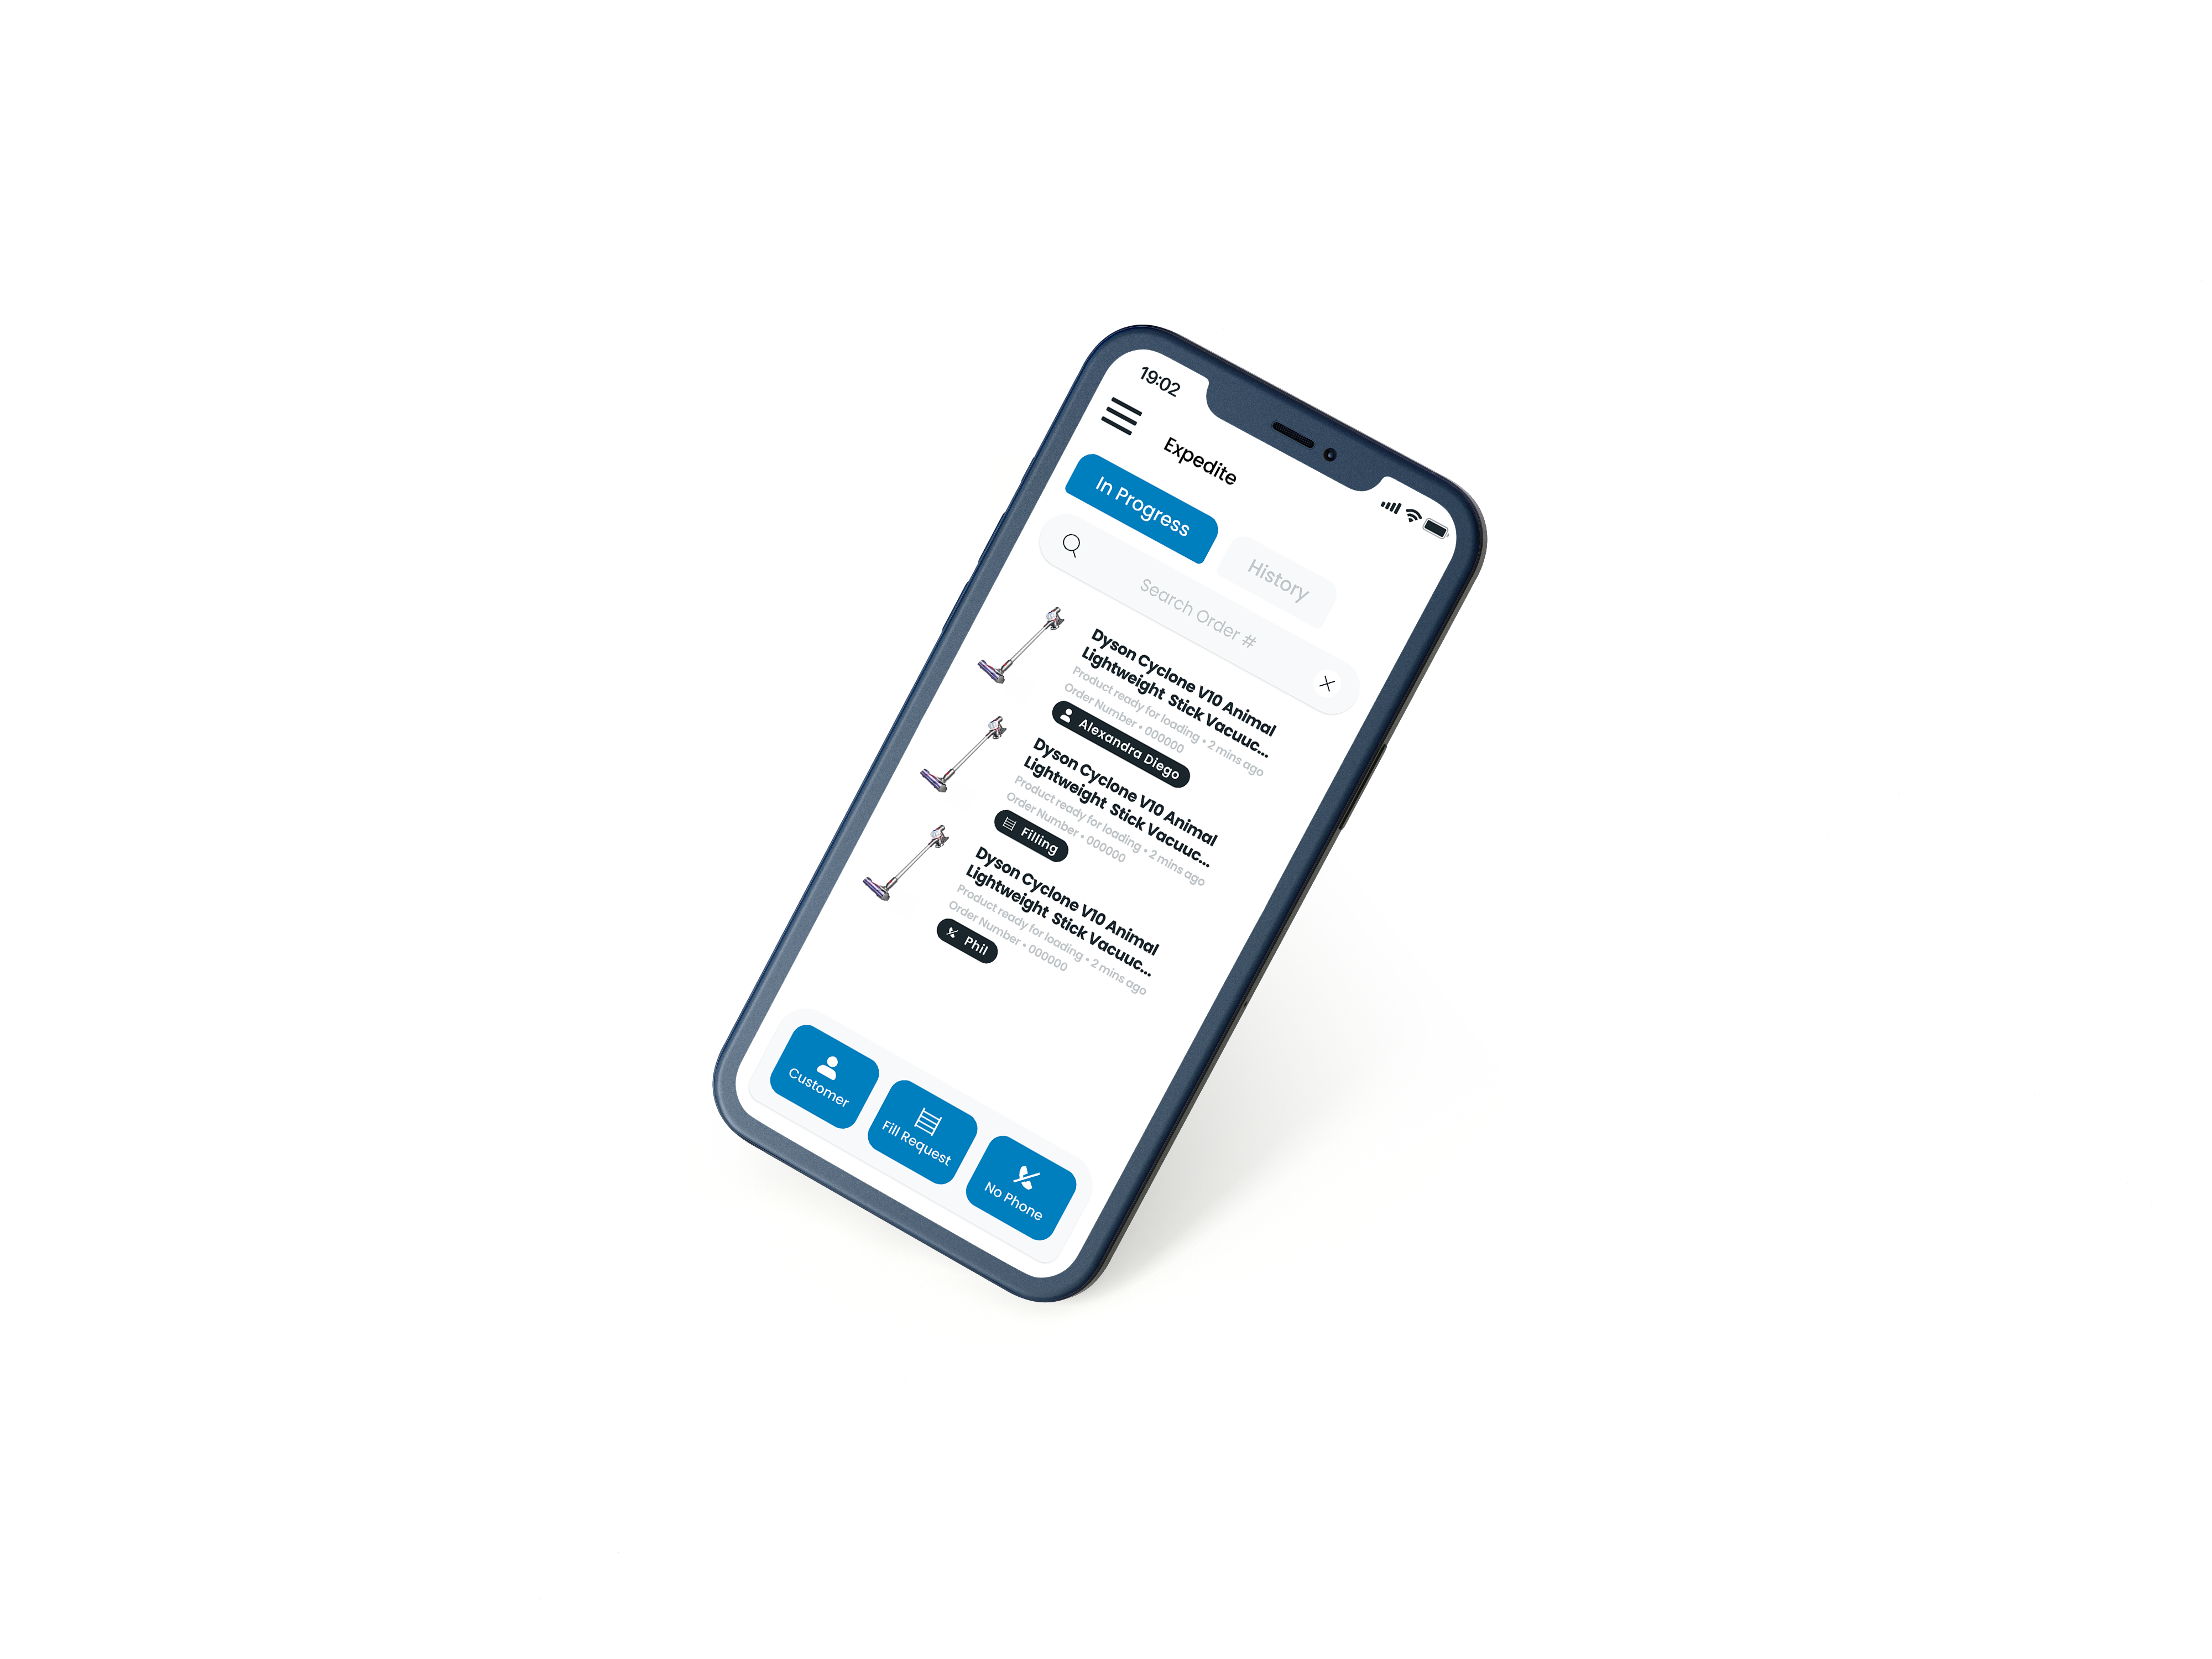 19:02
Expedite
In Progress
History
Search Order #
Dyson Cyclone V10 Animal
Lightweight Stick Vacuuc...
Product ready for loading • 2 mins ago
Order Number • 000000
Alexandra Diego
Dyson Cyclone V10 Animal
Lightweight Stick Vacuuc...
Product ready for loading • 2 mins ago
Order Number • 000000
Filling
Dyson Cyclone V10 Animal
Lightweight Stick Vacuuc...
Product ready for loading • 2 mins ago
Order Number • 000000
Phil
Customer
Fill Request
No Phone